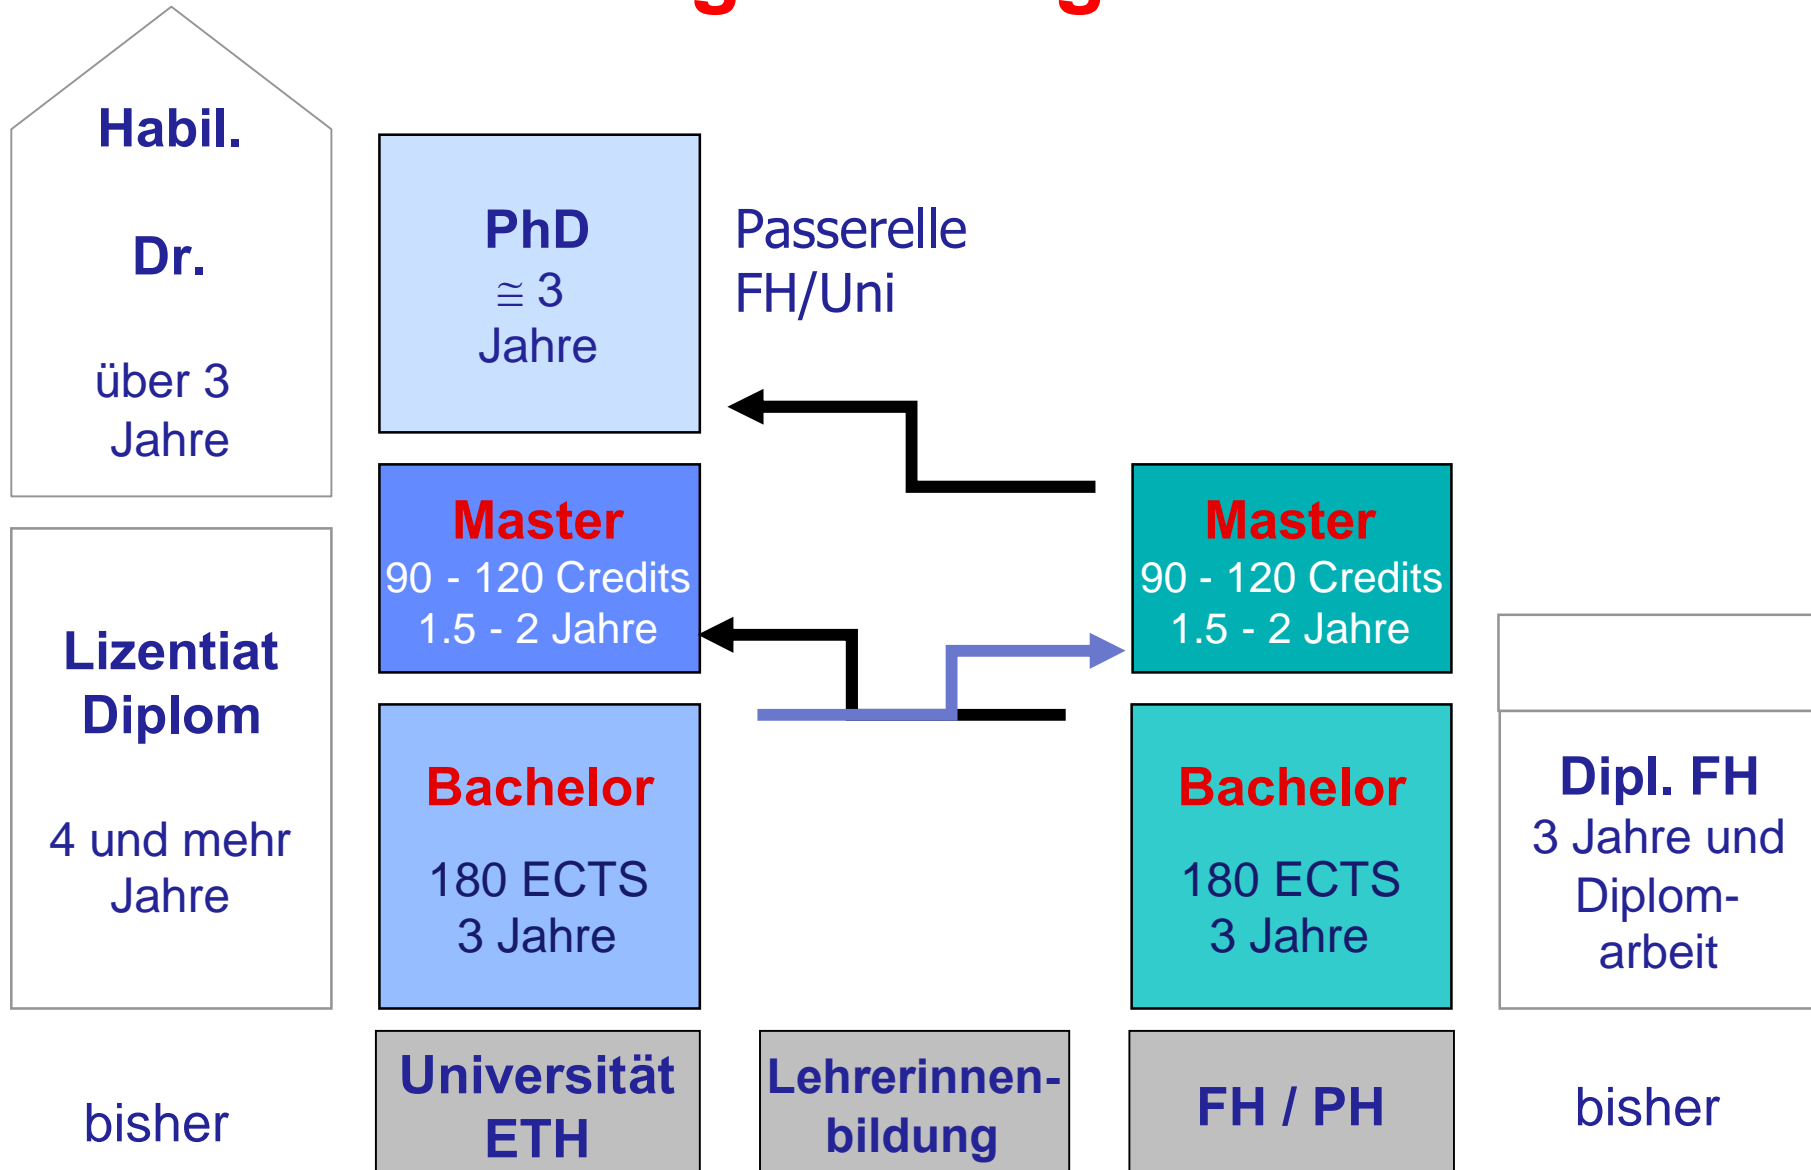 Habil.
Dr.
über 3
Jahre
Lizentiat
Diplom
4 und mehr
Jahre
bisher
PhD
≅ 3
Jahre
Master
90 - 120 Credits
1.5 - 2 Jahre
Bachelor
180 ECTS
3 Jahre
Universität
ETH
Passerelle
FH/Uni
Lehrerinnen-
bildung
Master
90 - 120 Credits
1.5 - 2 Jahre
Bachelor
180 ECTS
3 Jahre
FH / PH
Dipl. FH
3 Jahre und
Diplom-
arbeit
bisher